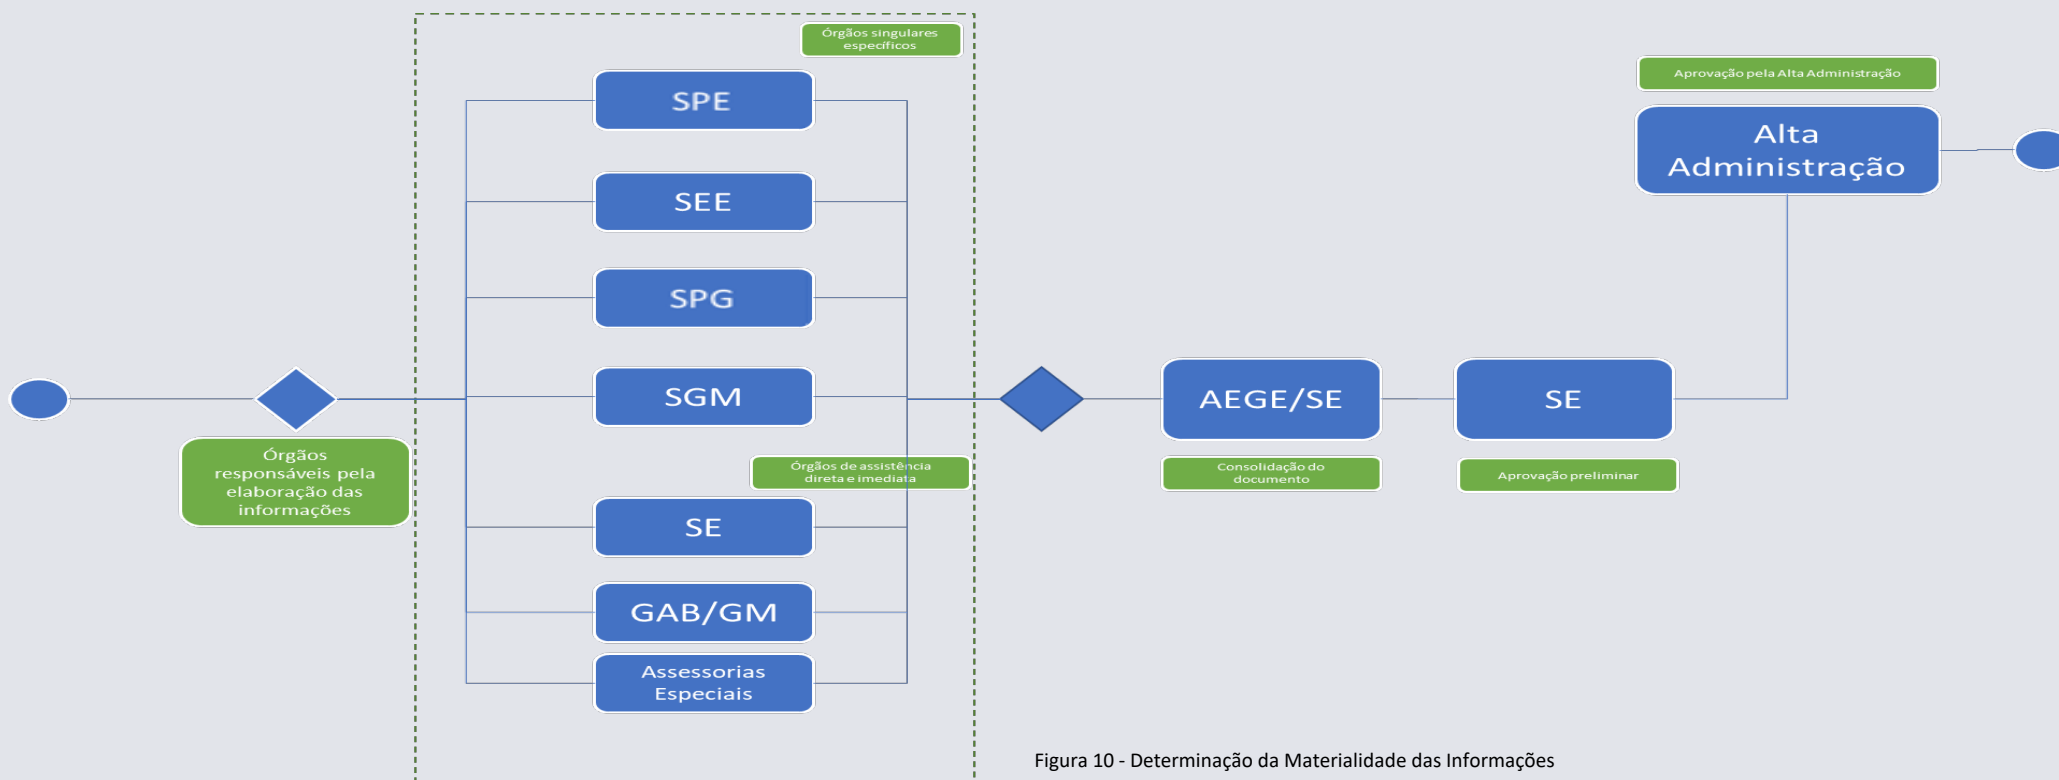 Órgãos singulares
específicos
SPE
SEE
SPG
SGM
Órgãos
responsáveis pela
elaboração das
informações
Órgãos de assistência
direta e imediata
SE
GAB/GM
Assessorias
Especiais
AEGE/SE
Consolidação do
documento
SE
Aprovação preliminar
Aprovação pela Alta Administração
Alta
Administração
Figura 10 - Determinação da Materialidade das Informações